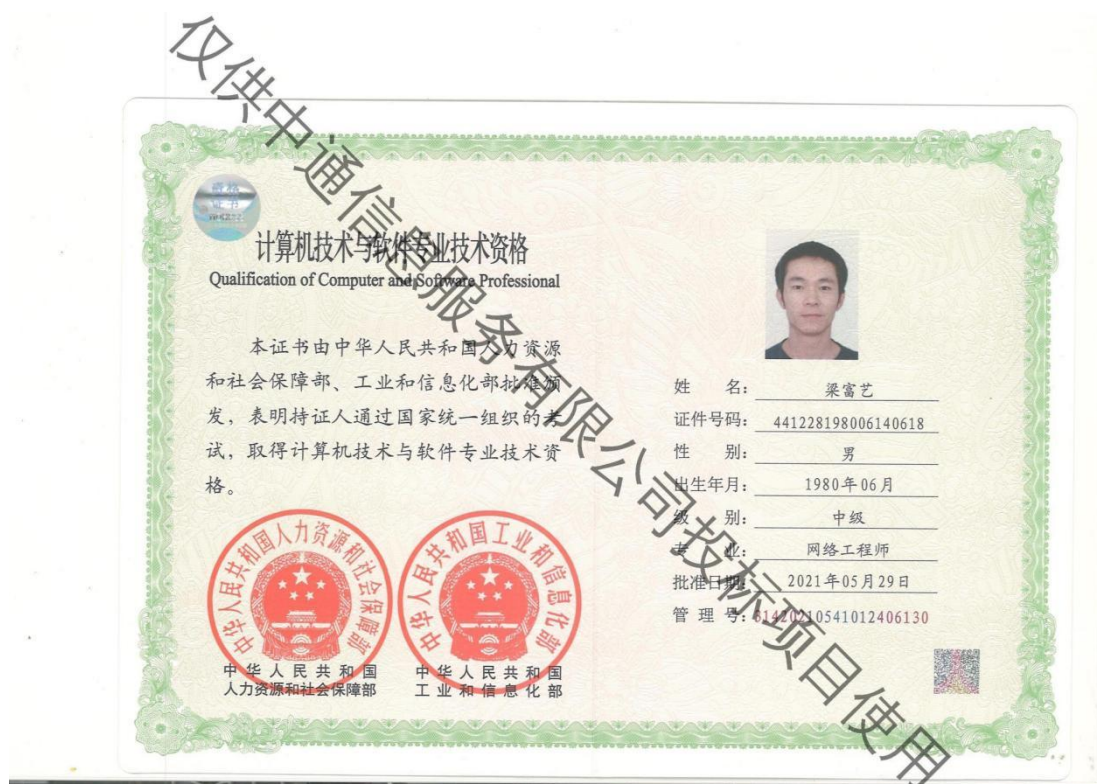 仅供中通信息服务有限公司投标项目使用
资格
证书
计算机技术与软件专业技术资格
Qualification of Computer and Software Professional
本证书由中华人民共和国人力资源
和社会保障部、工业和信息化部批准颁
发，表明持证人通过国家统一组织的考
试，取得计算机技术与软件专业技术资
格。
中华人民共和国人力资源和社会保障部
中华人民共和国工业和信息化部
中华人民共和国
人力资源和社会保障部
中华人民共和国
工业和信息化部
姓 名： 梁富艺
证件号码： 441228198006140618
性 别： 男
出生年月： 1980年06月
级 别： 中级
专 业： 网络工程师
批准日期： 2021年05月29日
管 理 号： 31420210541012406130